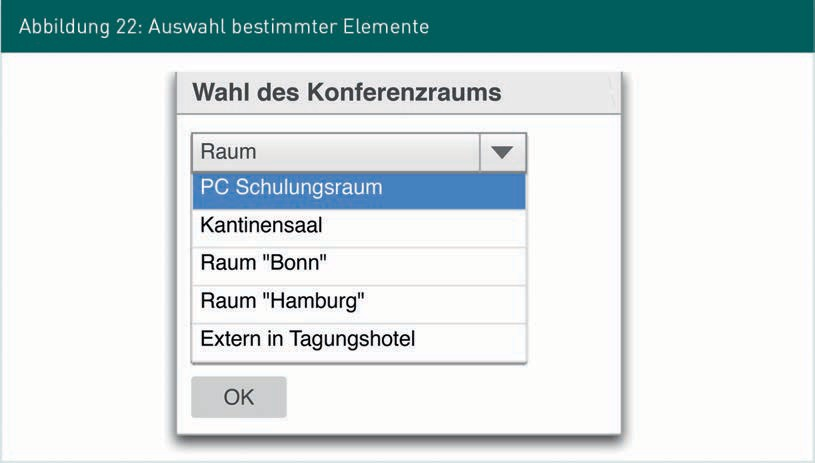 Abbildung 22: Auswahl bestimmter Elemente
Wahl des Konferenzraums
Raum
PC Schulungsraum
Kantinensaal
Raum "Bonn"
Raum "Hamburg"
Extern in Tagungshotel
OK